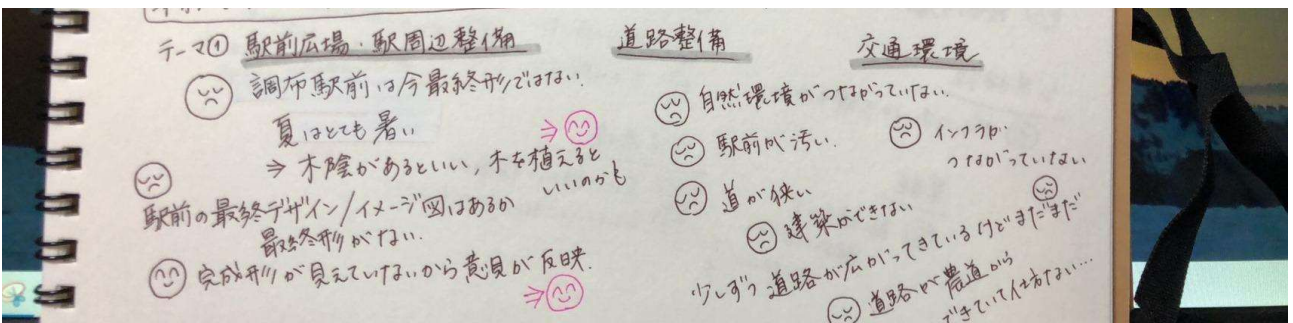 テーマ① 駅前広場・駅周辺整備
調布駅前は今最終形ではない.
夏はとても暑い
⇒ 木陰があるといい, 木を植えると
いいのかも
⇒
駅前の最終デザイン/イメージ図はあるか
最終形がない.
完成形が見えていないから意見が反映.
⇒
道路整備
自然環境がつながっていない.
駅前が汚い.
道が狭い
建築ができない
少しずつ道路が広がってきているけどまだまだ
道路が農道から
できていて仕方ない…
交通環境
インフラが
つながっていない